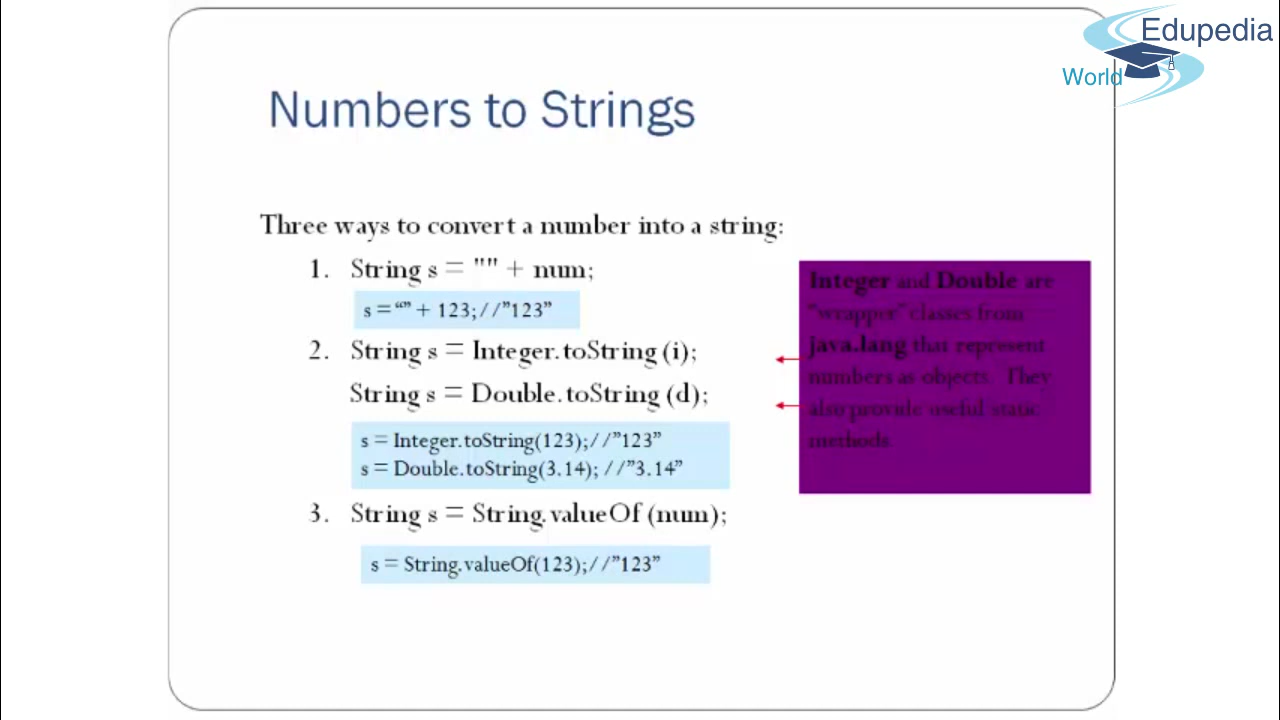 Edupedia
World
Numbers to Strings
Three ways to convert a number into a string:
1. String s = "" + num;
s = “” + 123;//”123”
2. String s = Integer.toString (i);
String s = Double.toString (d);
s = Integer.toString(123);//”123”
s = Double.toString(3.14); //”3.14”
3. String s = String.valueOf (num);
s = String.valueOf(123);//”123”
Integer and Double are
“wrapper” classes from
java.lang that represent
numbers as objects. They
also provide useful static
methods.